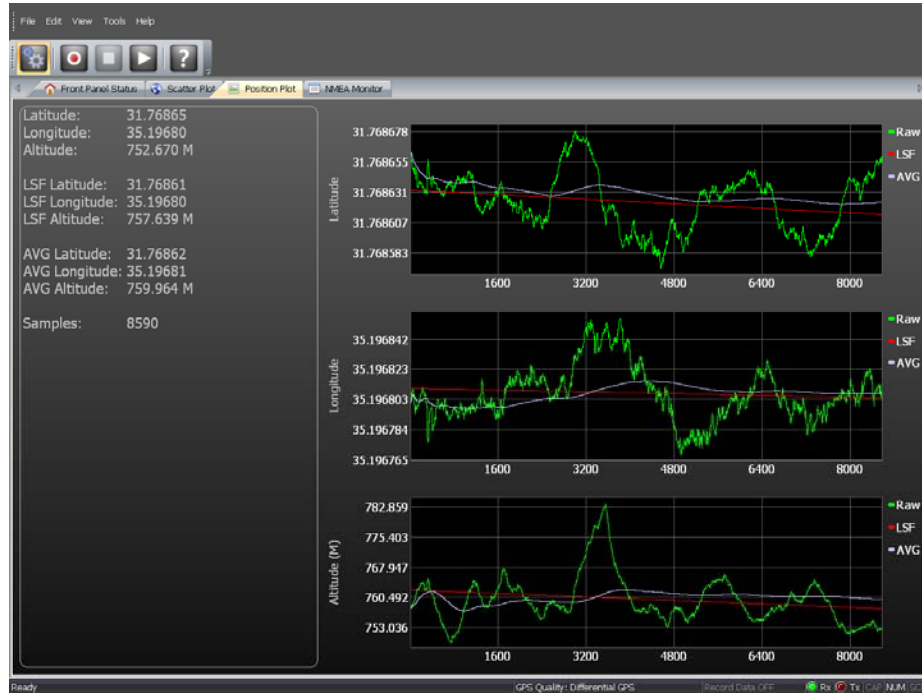 File Edit View Tools Help
Front Panel Status Scatter Plot Position Plot NMEA Monitor
Latitude: 31.76865
Longitude: 35.19680
Altitude: 752.670 M
LSF Latitude: 31.76861
LSF Longitude: 35.19680
LSF Altitude: 757.639 M
AVG Latitude: 31.76862
AVG Longitude: 35.19681
AVG Altitude: 759.964 M
Samples: 8590
Latitude
31.768678
31.768655
31.768631
31.768607
31.768583
1600 3200 4800 6400 8000
Raw
LSF
AVG
Longitude
35.196842
35.196823
35.196803
35.196784
35.196765
1600 3200 4800 6400 8000
Raw
LSF
AVG
Altitude (M)
782.859
775.403
767.947
760.492
753.036
1600 3200 4800 6400 8000
Raw
LSF
AVG
Ready GPS Quality: Differential GPS Record Data OFF Rx Tx CAP NUM